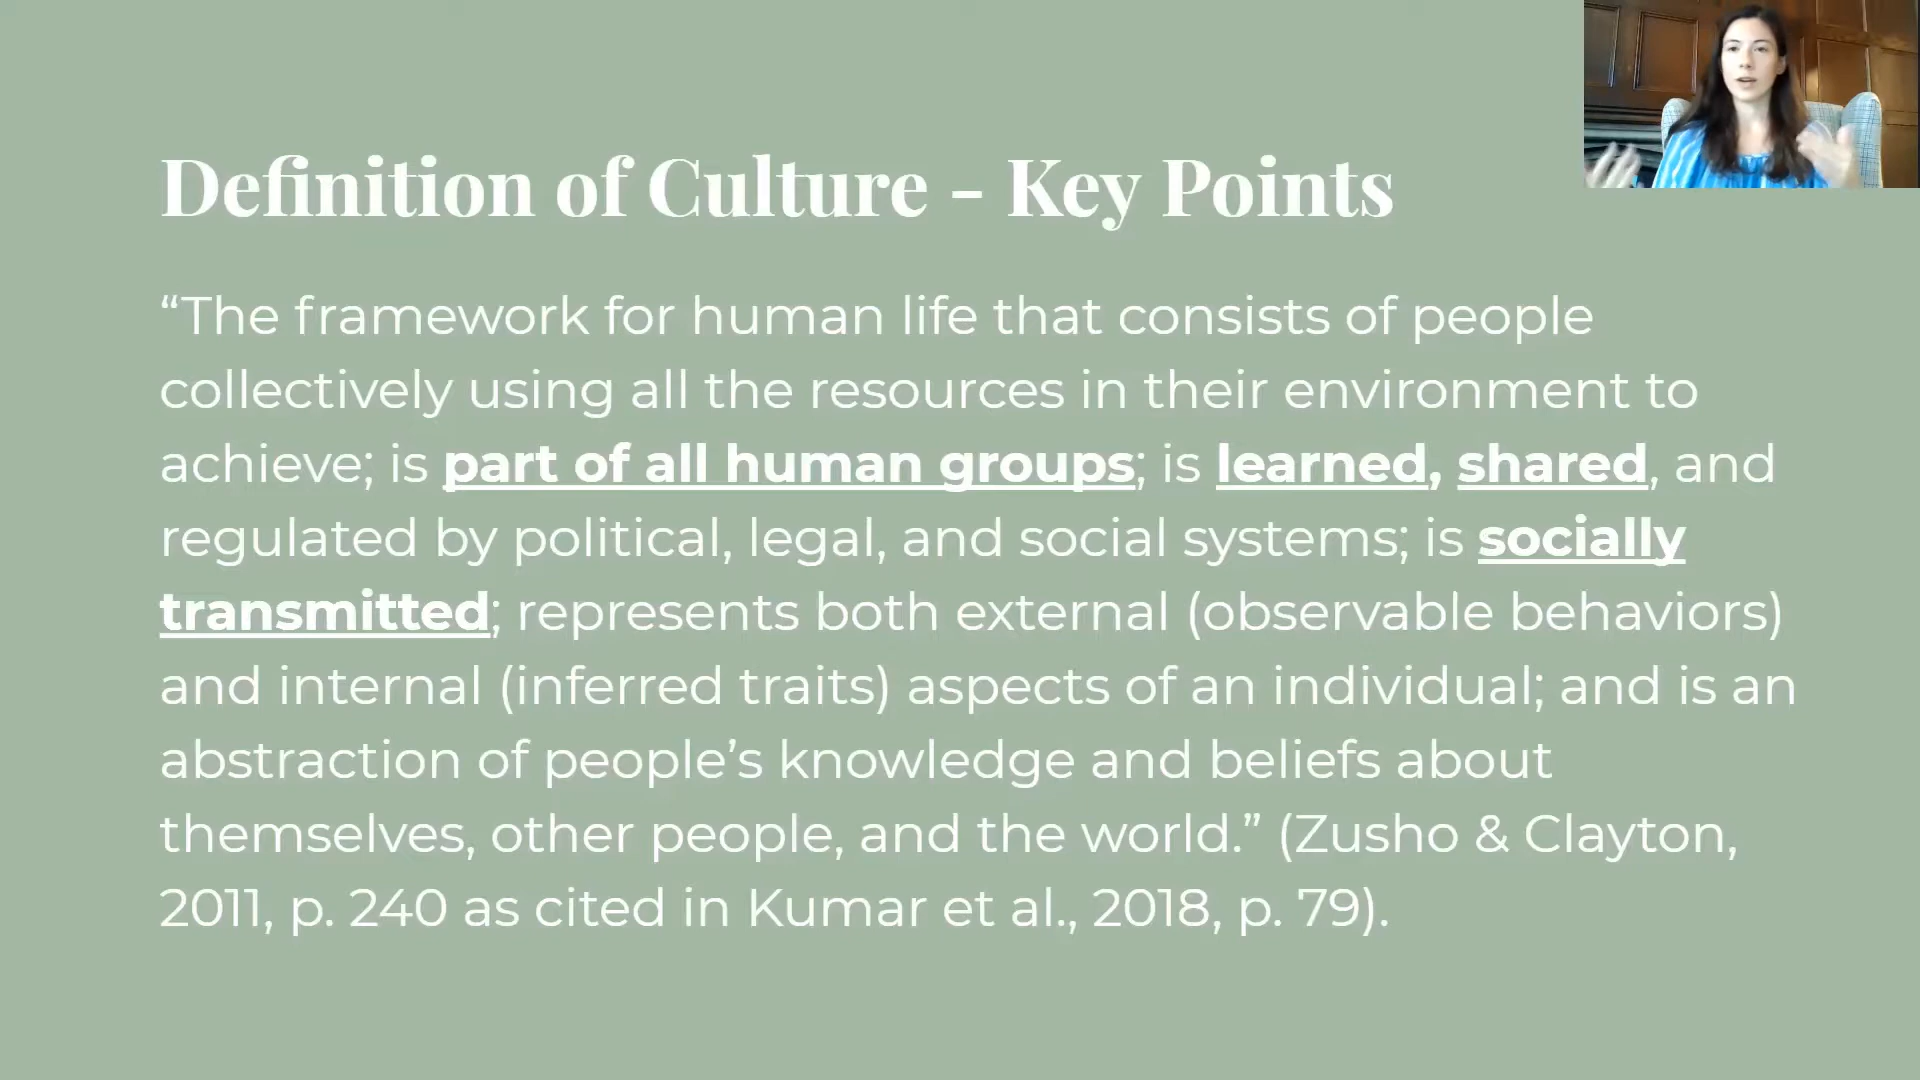 Definition of Culture – Key Points
“The framework for human life that consists of people
collectively using all the resources in their environment to
achieve; is part of all human groups; is learned, shared, and
regulated by political, legal, and social systems; is socially
transmitted; represents both external (observable behaviors)
and internal (inferred traits) aspects of an individual; and is an
abstraction of people’s knowledge and beliefs about
themselves, other people, and the world.” (Zusho & Clayton,
2011, p. 240 as cited in Kumar et al., 2018, p. 79).